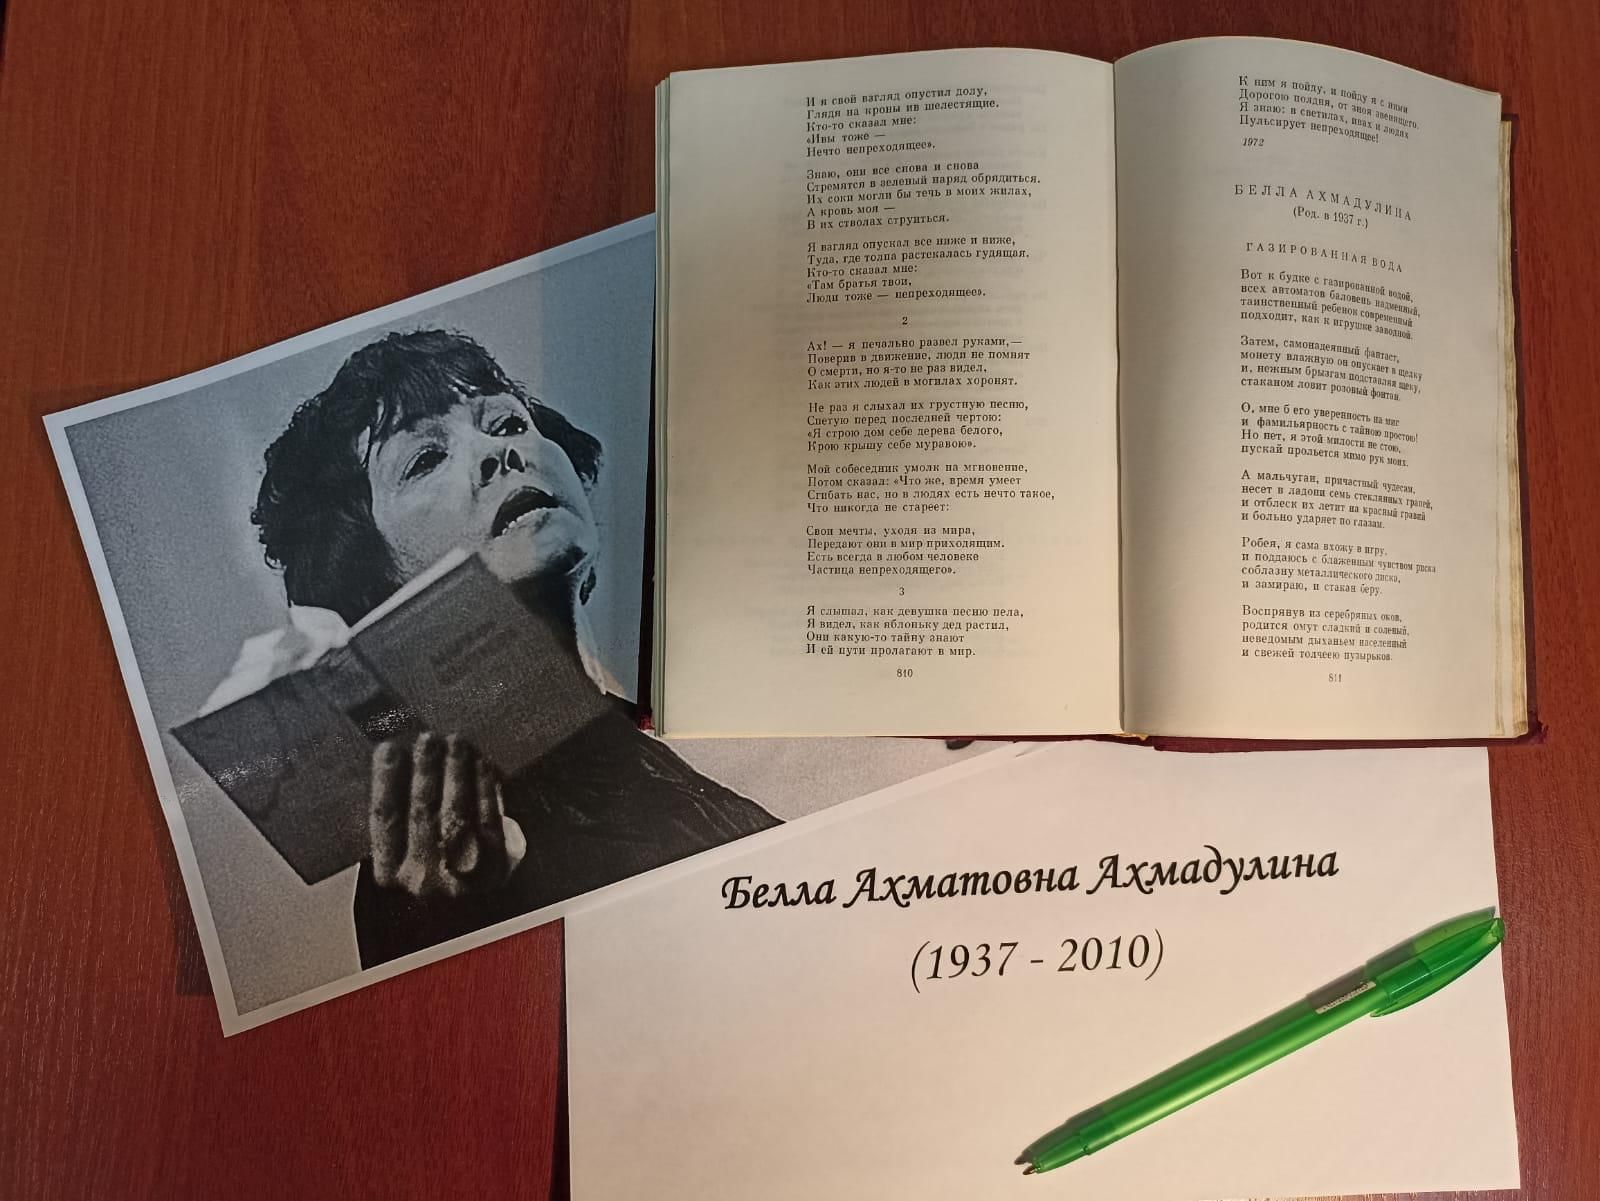 И я свой взгляд опустил долу,
Глядя на кроны ив шелестящие.
Кто-то сказал мне:
«Ивы тоже —
Нечто непреходящее».
Знаю, они все снова и снова
Стремятся в зеленый наряд обрядиться.
Их соки могли бы течь в моих жилах,
А кровь моя —
В их стволах струиться.
Я взгляд опускал все ниже и ниже,
Туда, где толпа растекалась гудящая.
Кто-то сказал мне:
«Там братья твои,
Люди тоже — непреходящее».
2
Ах! — я печально развел руками,—
Поверив в движение, люди не помнят
О смерти, но я-то не раз видел,
Как этих людей в могилах хоронят.
Не раз я слыхал их грустную песню,
Спетую перед последней чертою:
«Я строю дом себе дерева белого,
Крою крышу себе муравою».
Мой собеседник умолк на мгновение,
Потом сказал: «Что же, время умеет
Сгибать нас, но в людях есть нечто такое,
Что никогда не стареет:
Свои мечты, уходя из мира,
Передают они в мир приходящим.
Есть всегда в любом человеке
Частица непреходящего».
3
Я слышал, как девушка песню пела,
Я видел, как яблоньку дед растил,
Они какую-то тайну знают
И ей пути пролагают в мир.
810
К ним я пойду, и пойду я с ними
Дорогою полдня, от зноя звенящего.
Я знаю: в светилах, ивах и людях
Пульсирует непреходящее!
1972
БЕЛЛА АХМАДУЛИНА
(Род. в 1937 г.)
ГАЗИРОВАННАЯ ВОДА
Вот к будке с газированной водой,
всех автоматов баловень надменный,
таинственный ребенок современный
подходит, как к игрушке заводной.
Затем, самонадеянный фантаст,
монету влажную он опускает в щелку
и, нежным брызгам подставляя щеку,
стаканом ловит розовый фонтан.
О, мне б его уверенность на миг
и фамильярность с тайною простою!
Но нет, я этой милости не стою,
пускай прольется мимо рук моих.
А мальчуган, причастный чудесам,
несет в ладони семь стеклянных граней,
и отблеск их летит на красный гравий
и больно ударяет по глазам.
Робея, я сама вхожу в игру,
и поддаюсь с блаженным чувством риска
соблазну металлического диска,
и замираю, и стакан беру.
Воспрянув из серебряных оков,
родится омут сладкий и соленый,
неведомым дыханьем населенный
и свежей толчеею пузырьков.
811
Белла Ахматовна Ахмадулина
(1937 - 2010)